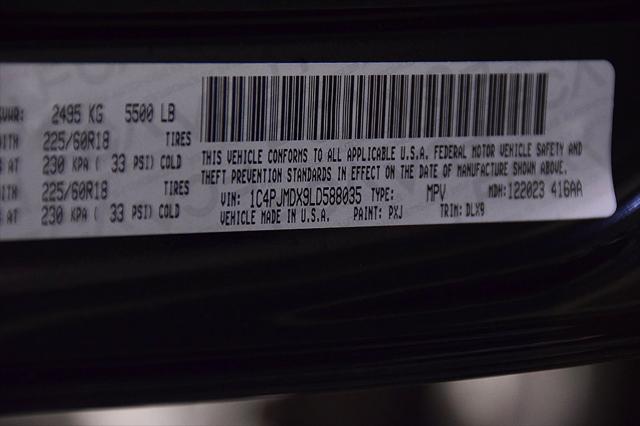 2495 KG 5500 LB
225/60R18 TIRES
AT 230 KPA ( 33 PSI) COLD
225/60R18 TIRES
AT 230 KPA ( 33 PSI) COLD
THIS VEHICLE CONFORMS TO ALL APPLICABLE U.S.A. FEDERAL MOTOR VEHICLE SAFETY AND
THEFT PREVENTION STANDARDS IN EFFECT ON THE DATE OF MANUFACTURE SHOWN ABOVE.
VIN: 1C4PJMDX9LD588035 TYPE: MPV MDH: 122023 416AA
VEHICLE MADE IN U.S.A. PAINT: PXJ TRIM: DLX9